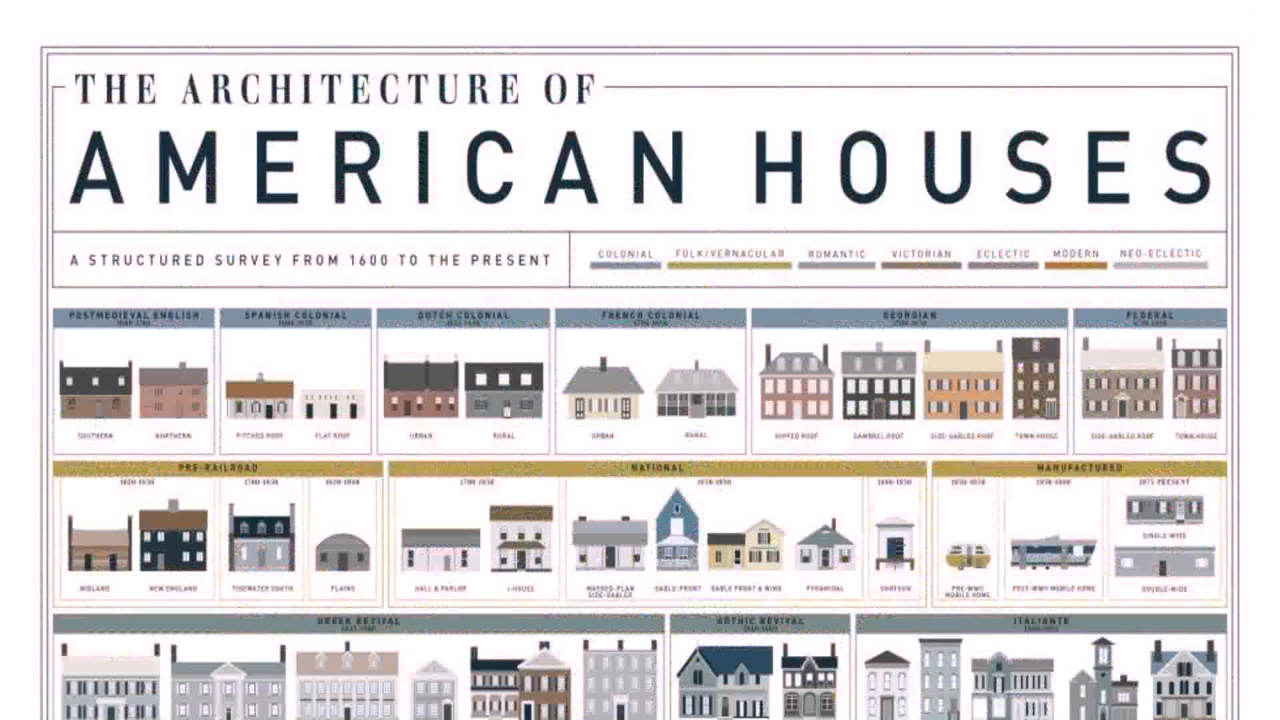 THE ARCHITECTURE OF
AMERICAN HOUSES
A STRUCTURED SURVEY FROM 1600 TO THE PRESENT
COLONIAL FOLK/VERNACULAR ROMANTIC VICTORIAN ECLECTIC MODERN NEO-ECLECTIC
POSTMEDIEVAL ENGLISH SPANISH COLONIAL DUTCH COLONIAL FRENCH COLONIAL GEORGIAN FEDERAL
SOUTHERN NORTHERN PITCHED ROOF FLAT ROOF URBAN RURAL URBAN RURAL HIPPED ROOF GAMBREL ROOF SIDE-GABLED ROOF TOWN HOUSE SIDE-GABLED ROOF TOWN HOUSE
PRE-RAILROAD NATIONAL MANUFACTURED
1975-PRESENT
SINGLE-WIDE
MIDLAND NEW ENGLAND TIDEWATER SOUTH PLAINS HALL & PARLOR I-HOUSE MASSED-PLAN SIDE-GABLED GABLE-FRONT GABLE FRONT & WING PYRAMIDAL SHOTGUN PRE-WWII MOBILE HOME POST-WWII MOBILE HOME DOUBLE-WIDE
GREEK REVIVAL GOTHIC REVIVAL ITALIANTE